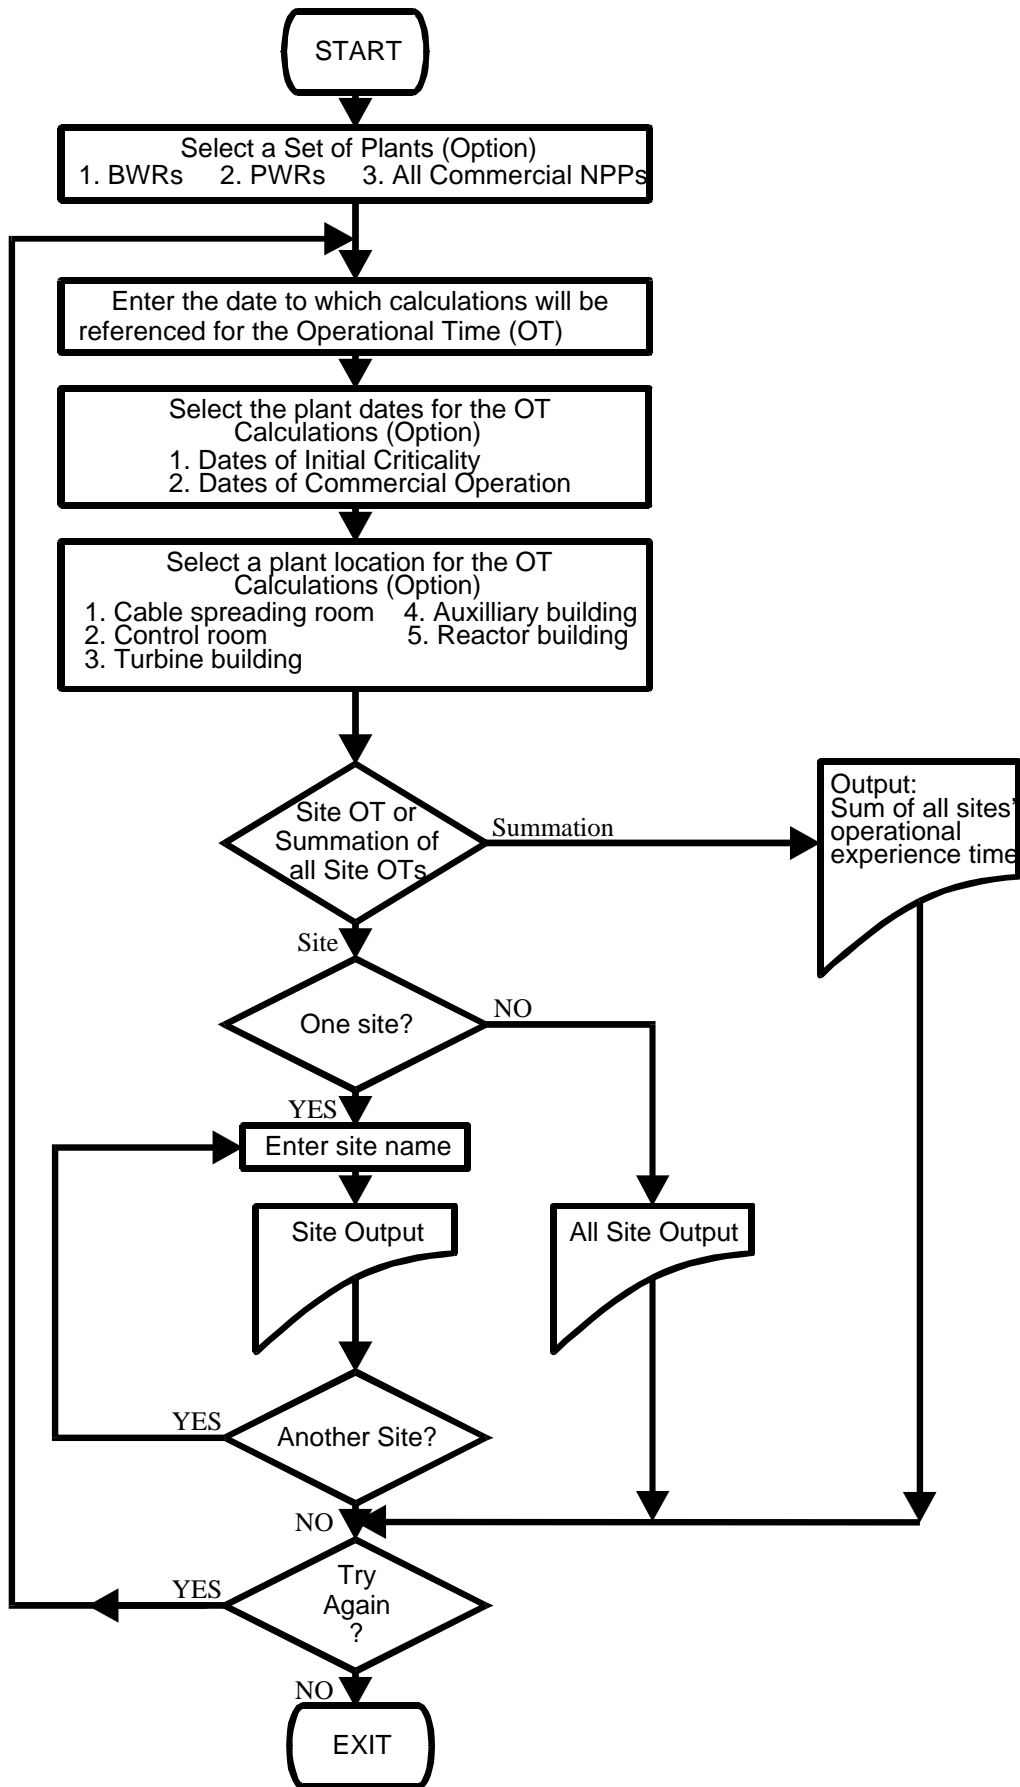 START
Select a Set of Plants (Option)
1. BWRs 2. PWRs 3. All Commercial NPPs
Enter the date to which calculations will be
referenced for the Operational Time (OT)
Select the plant dates for the OT
Calculations (Option)
1. Dates of Initial Criticality
2. Dates of Commercial Operation
Select a plant location for the OT
Calculations (Option)
1. Cable spreading room 4. Auxilliary building
2. Control room 5. Reactor building
3. Turbine building
Site OT or
Summation of
all Site OTs
Summation
Output:
Sum of all sites'
operational
experience time
Site
One site?
NO
YES
Enter site name
Site Output
All Site Output
Another Site?
YES
NO
Try
Again
?
YES
NO
EXIT